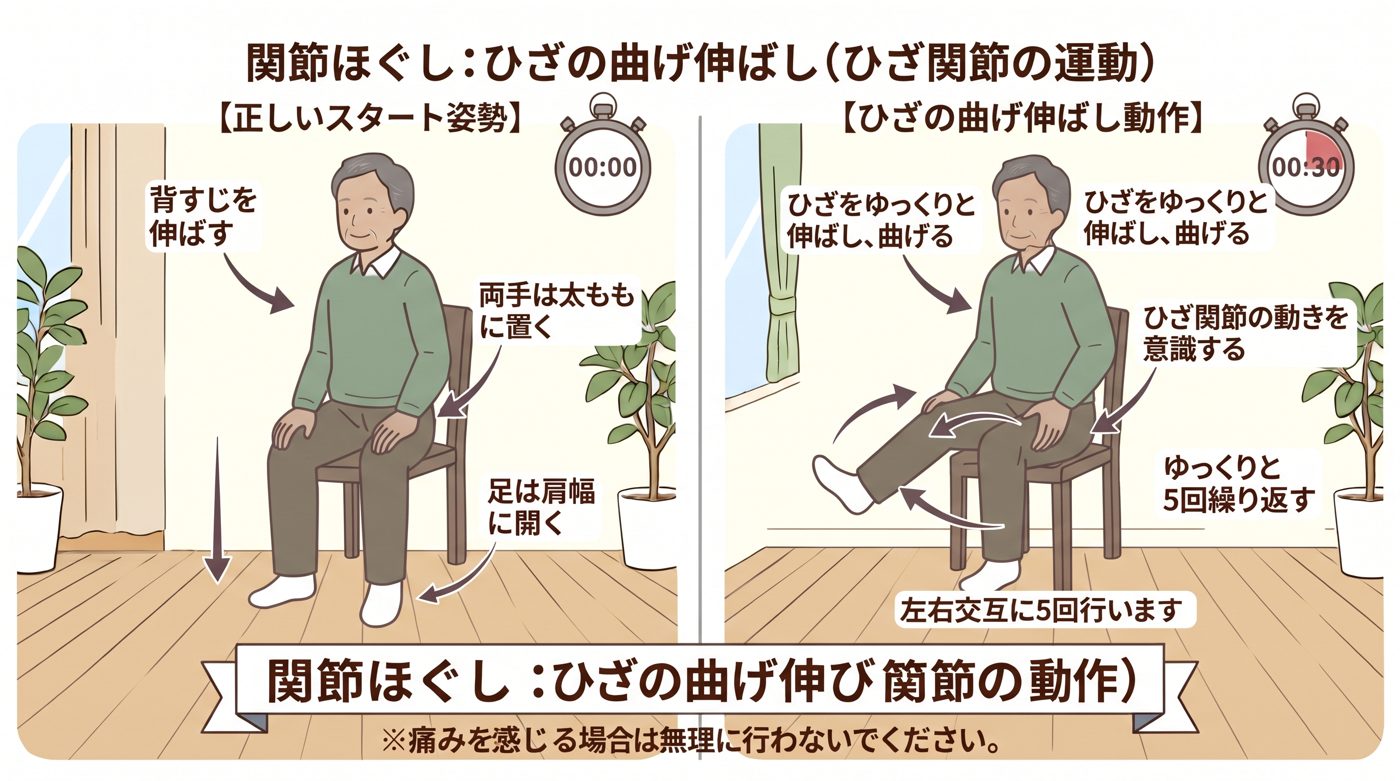 関節ほぐし：ひざの曲げ伸ばし（ひざ関節の運動）
【正しいスタート姿勢】
00:00
背すじを
伸ばす
両手は太もも
に置く
足は肩幅
に開く
【ひざの曲げ伸ばし動作】
00:30
ひざをゆっくりと
伸ばし、曲げる
ひざをゆっくりと
伸ばし、曲げる
ひざ関節の動きを
意識する
ゆっくりと
5回繰り返す
左右交互に5回行います
関節ほぐし：ひざの曲げ伸び 関節の動作）
※痛みを感じる場合は無理に行わないでください。